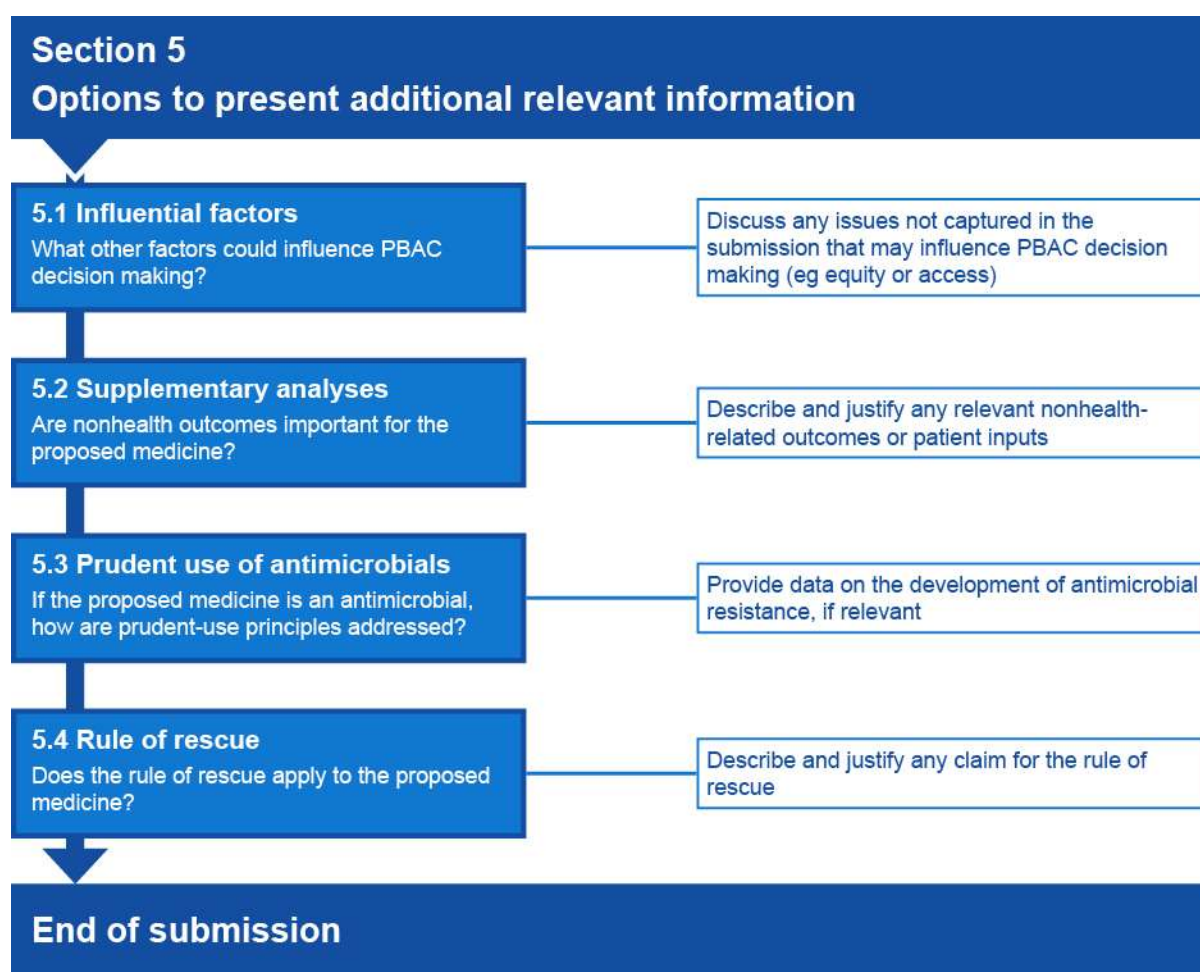 Section 5
Options to present additional relevant information
5.1 Influential factors
What other factors could influence PBAC
decision making?
Discuss any issues not captured in the
submission that may influence PBAC decision
making (eg equity or access)
5.2 Supplementary analyses
Are nonhealth outcomes important for the
proposed medicine?
Describe and justify any relevant nonhealth-
related outcomes or patient inputs
5.3 Prudent use of antimicrobials
If the proposed medicine is an antimicrobial,
how are prudent-use principles addressed?
Provide data on the development of antimicrobial
resistance, if relevant
5.4 Rule of rescue
Does the rule of rescue apply to the proposed
medicine?
Describe and justify any claim for the rule of
rescue
End of submission